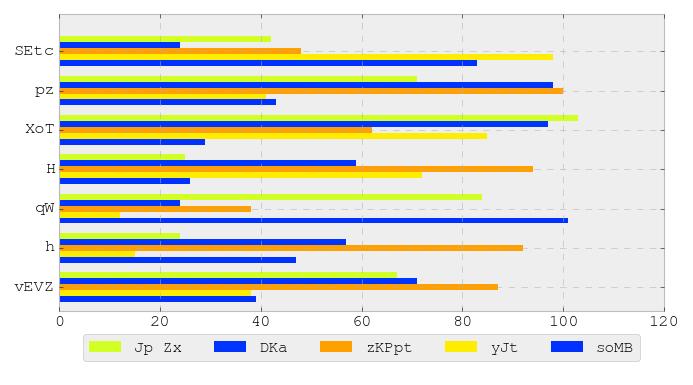 SEtc
pz
XoT
H
qW
h
vEVZ
0 20 40 60 80 100 120
Jp Zx DKa zKPpt yJt soMB